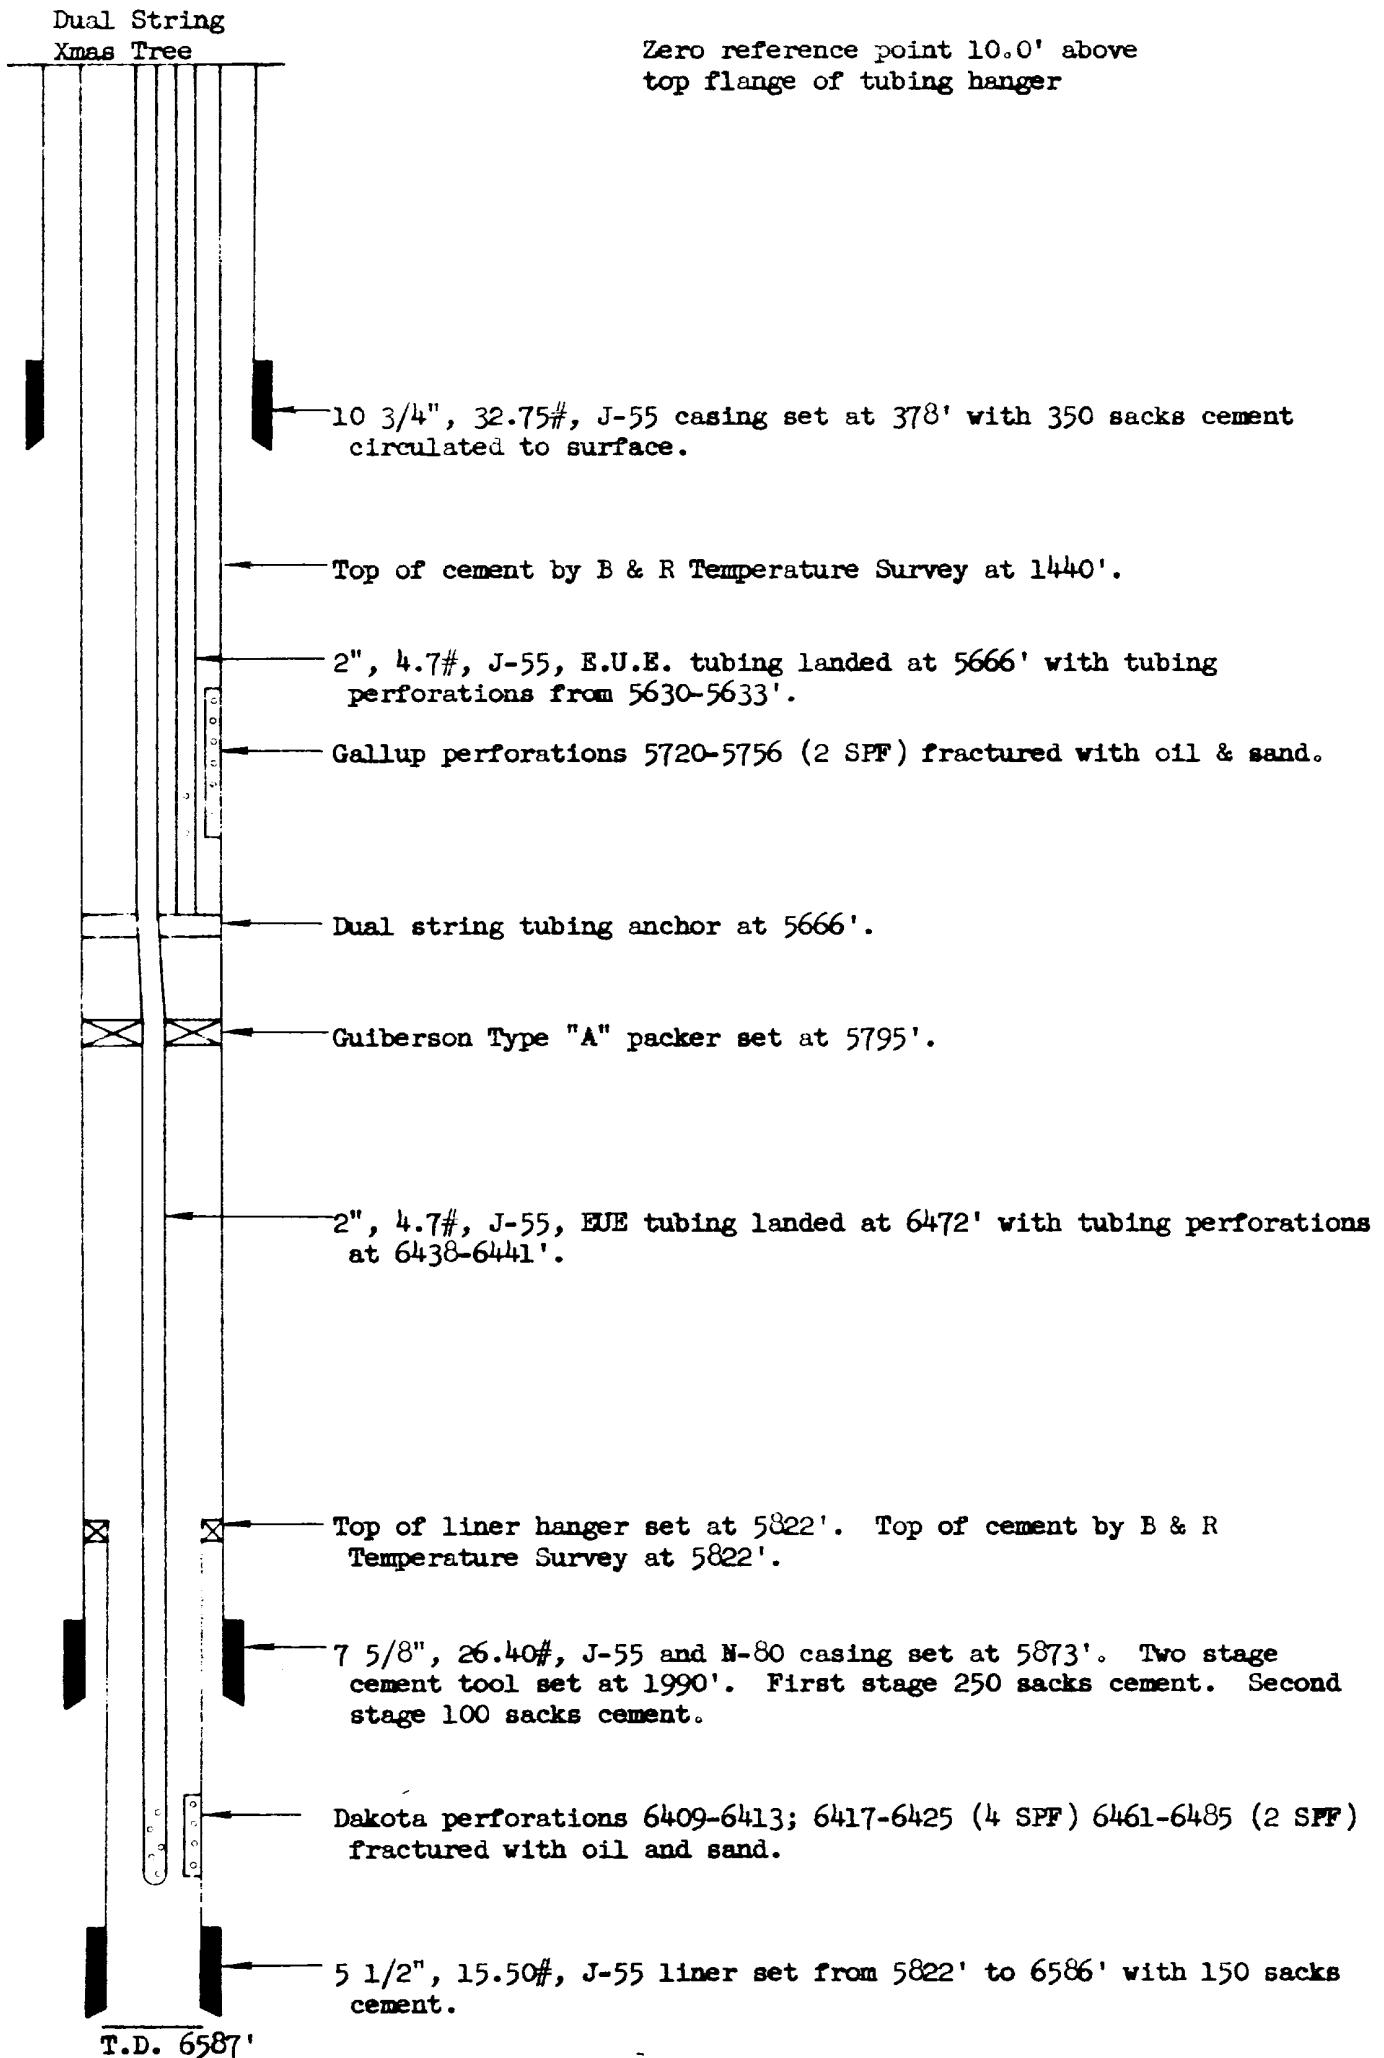 Dual String
Xmas Tree
Zero reference point 10.0' above
top flange of tubing hanger
10 3/4", 32.75#, J-55 casing set at 378' with 350 sacks cement
circulated to surface.
Top of cement by B & R Temperature Survey at 1440'.
2", 4.7#, J-55, E.U.E. tubing landed at 5666' with tubing
perforations from 5630-5633'.
Gallup perforations 5720-5756 (2 SPF) fractured with oil & sand.
Dual string tubing anchor at 5666'.
Guiberson Type "A" packer set at 5795'.
2", 4.7#, J-55, EUE tubing landed at 6472' with tubing perforations
at 6438-6441'.
Top of liner hanger set at 5822'. Top of cement by B & R
Temperature Survey at 5822'.
7 5/8", 26.40#, J-55 and N-80 casing set at 5873'. Two stage
cement tool set at 1990'. First stage 250 sacks cement. Second
stage 100 sacks cement.
Dakota perforations 6409-6413; 6417-6425 (4 SPF) 6461-6485 (2 SPF)
fractured with oil and sand.
5 1/2", 15.50#, J-55 liner set from 5822' to 6586' with 150 sacks
cement.
T.D. 6587'